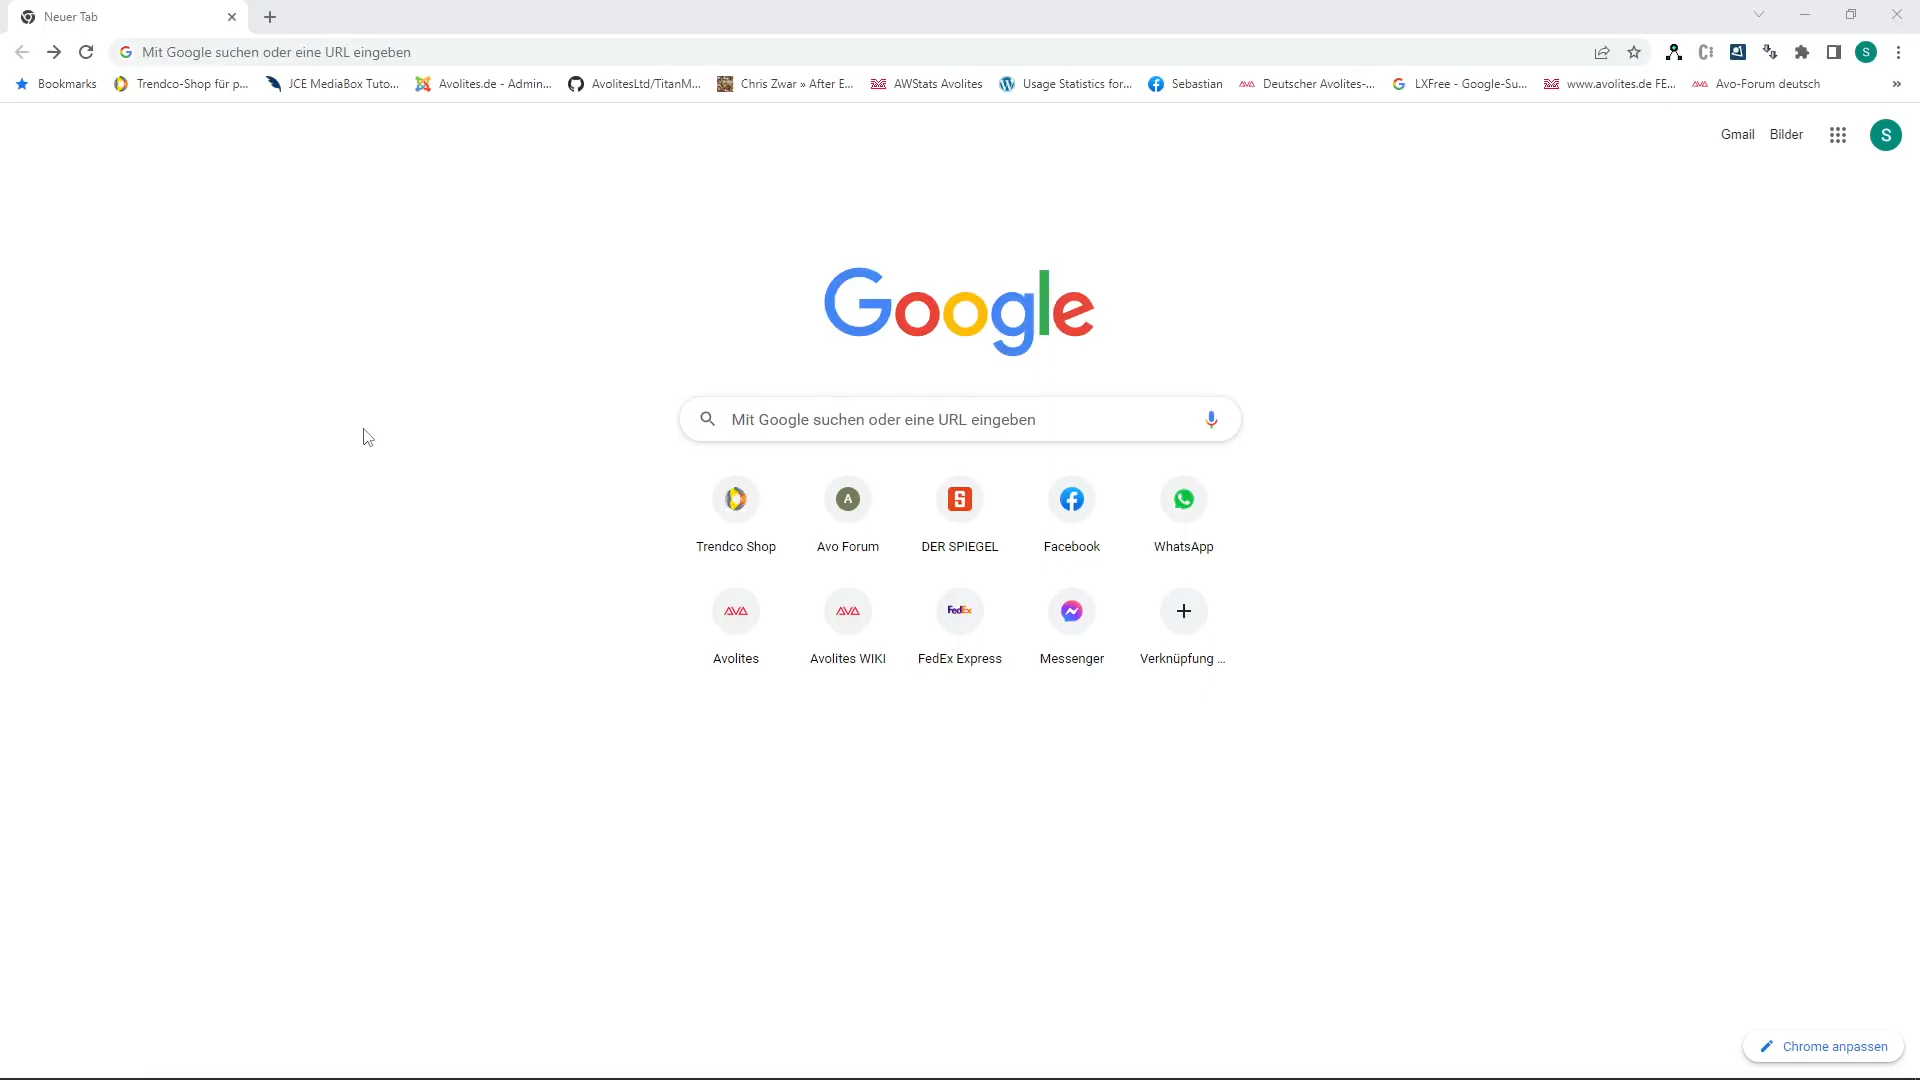 Neuer Tab
Mit Google suchen oder eine URL eingeben
S
Bookmarks Trendco-Shop für p... JCE MediaBox Tuto... Avolites.de - Admin... AvolitesLtd/TitanM... Chris Zwar » After E... AWStats Avolites Usage Statistics for... Sebastian Deutscher Avolites-... LXFree - Google-Su... www.avolites.de FE... Avo-Forum deutsch »
Gmail Bilder S
Google
Mit Google suchen oder eine URL eingeben
A
Trendco Shop Avo Forum DER SPIEGEL Facebook WhatsApp
FedEx
Avolites Avolites WIKI FedEx Express Messenger Verknüpfung ...
Chrome anpassen